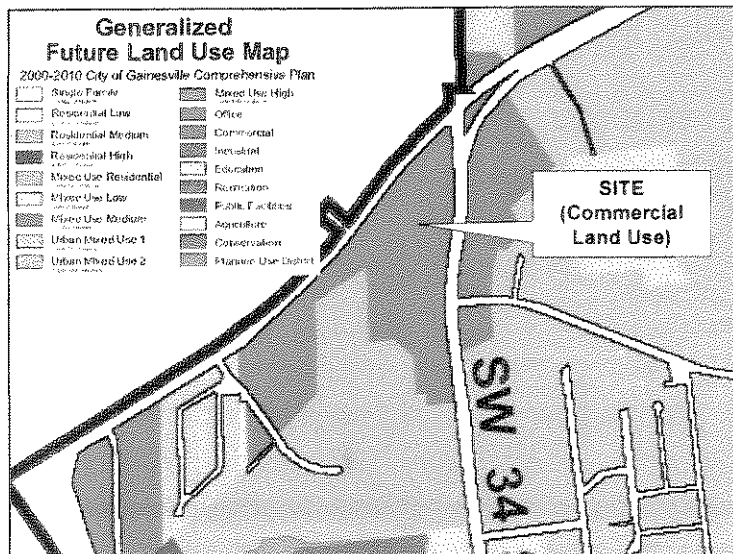 Generalized
Future Land Use Map
2000-2010 City of Gainesville Comprehensive Plan
Single Family
Residential Low
Residential Medium
Residential High
Mixed Use Residential
Mixed Use Low
Mixed Use Medium
Urban Mixed Use 1
Urban Mixed Use 2
Mixed Use High
Office
Commercial
Industrial
Education
Recreation
Public Facilities
Agriculture
Conservation
Planned Use District
SITE
(Commercial
Land Use)
SW 34